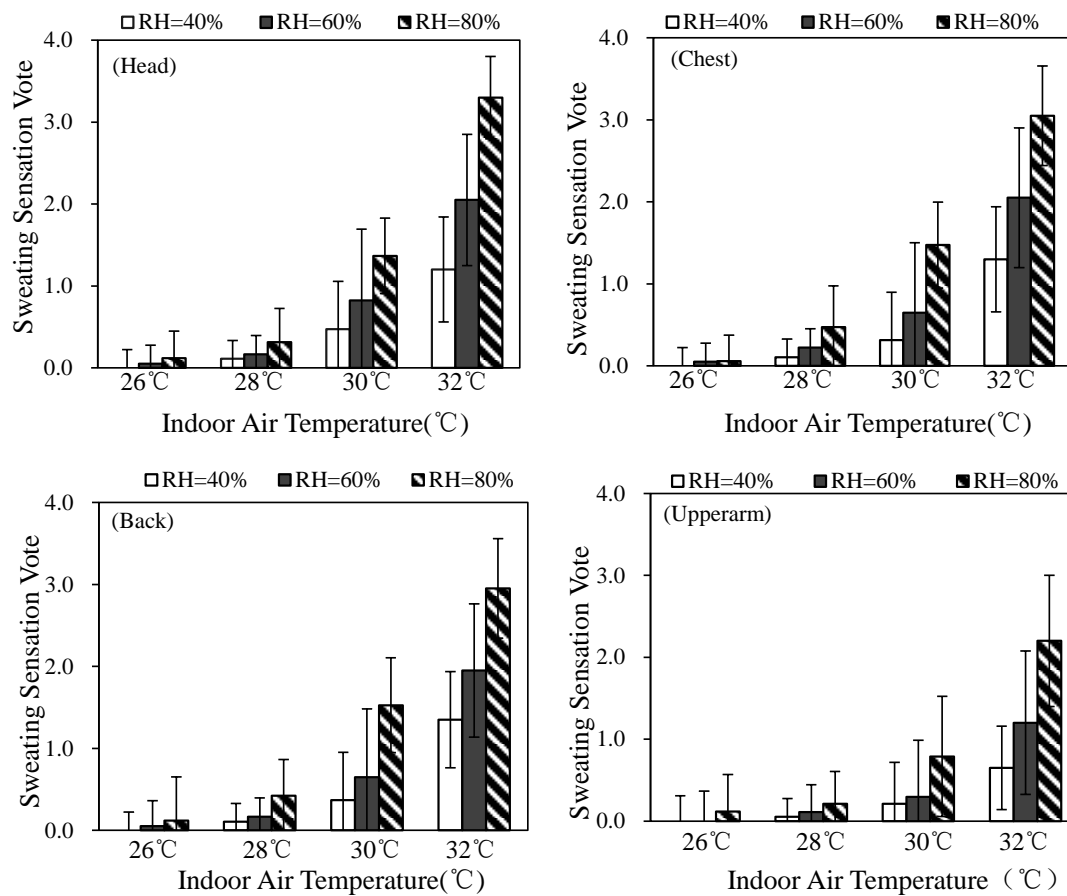 RH=40% RH=60% RH=80%
(Head)
Sweating Sensation Vote
4.0
3.0
2.0
1.0
0.0
26℃ 28℃ 30℃ 32℃
Indoor Air Temperature(℃)
RH=40% RH=60% RH=80%
(Chest)
Sweating Sensation Vote
4.0
3.0
2.0
1.0
0.0
26℃ 28℃ 30℃ 32℃
Indoor Air Temperature(℃)
RH=40% RH=60% RH=80%
(Back)
Sweating Sensation Vote
4.0
3.0
2.0
1.0
0.0
26℃ 28℃ 30℃ 32℃
Indoor Air Temperature(℃)
RH=40% RH=60% RH=80%
(Upperarm)
Sweating Sensation Vote
4.0
3.0
2.0
1.0
0.0
26℃ 28℃ 30℃ 32℃
Indoor Air Temperature（℃）